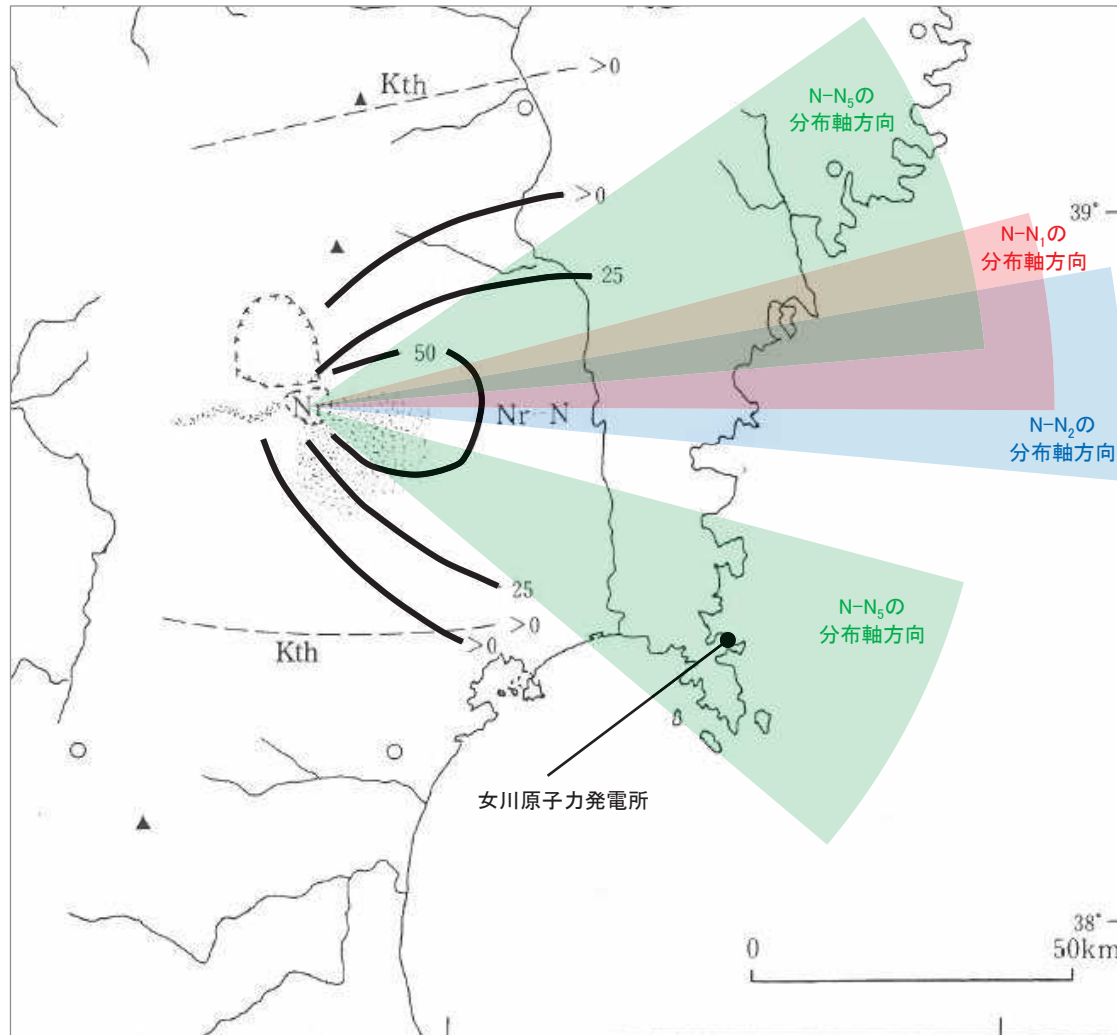 >0
Kth
N-N₅の
分布軸方向
>0
39°
N-N₁の
分布軸方向
25
50
N
Nr-N
N-N₂の
分布軸方向
25
N-N₅の
分布軸方向
>0
>0
Kth
女川原子力発電所
38°
0
50km